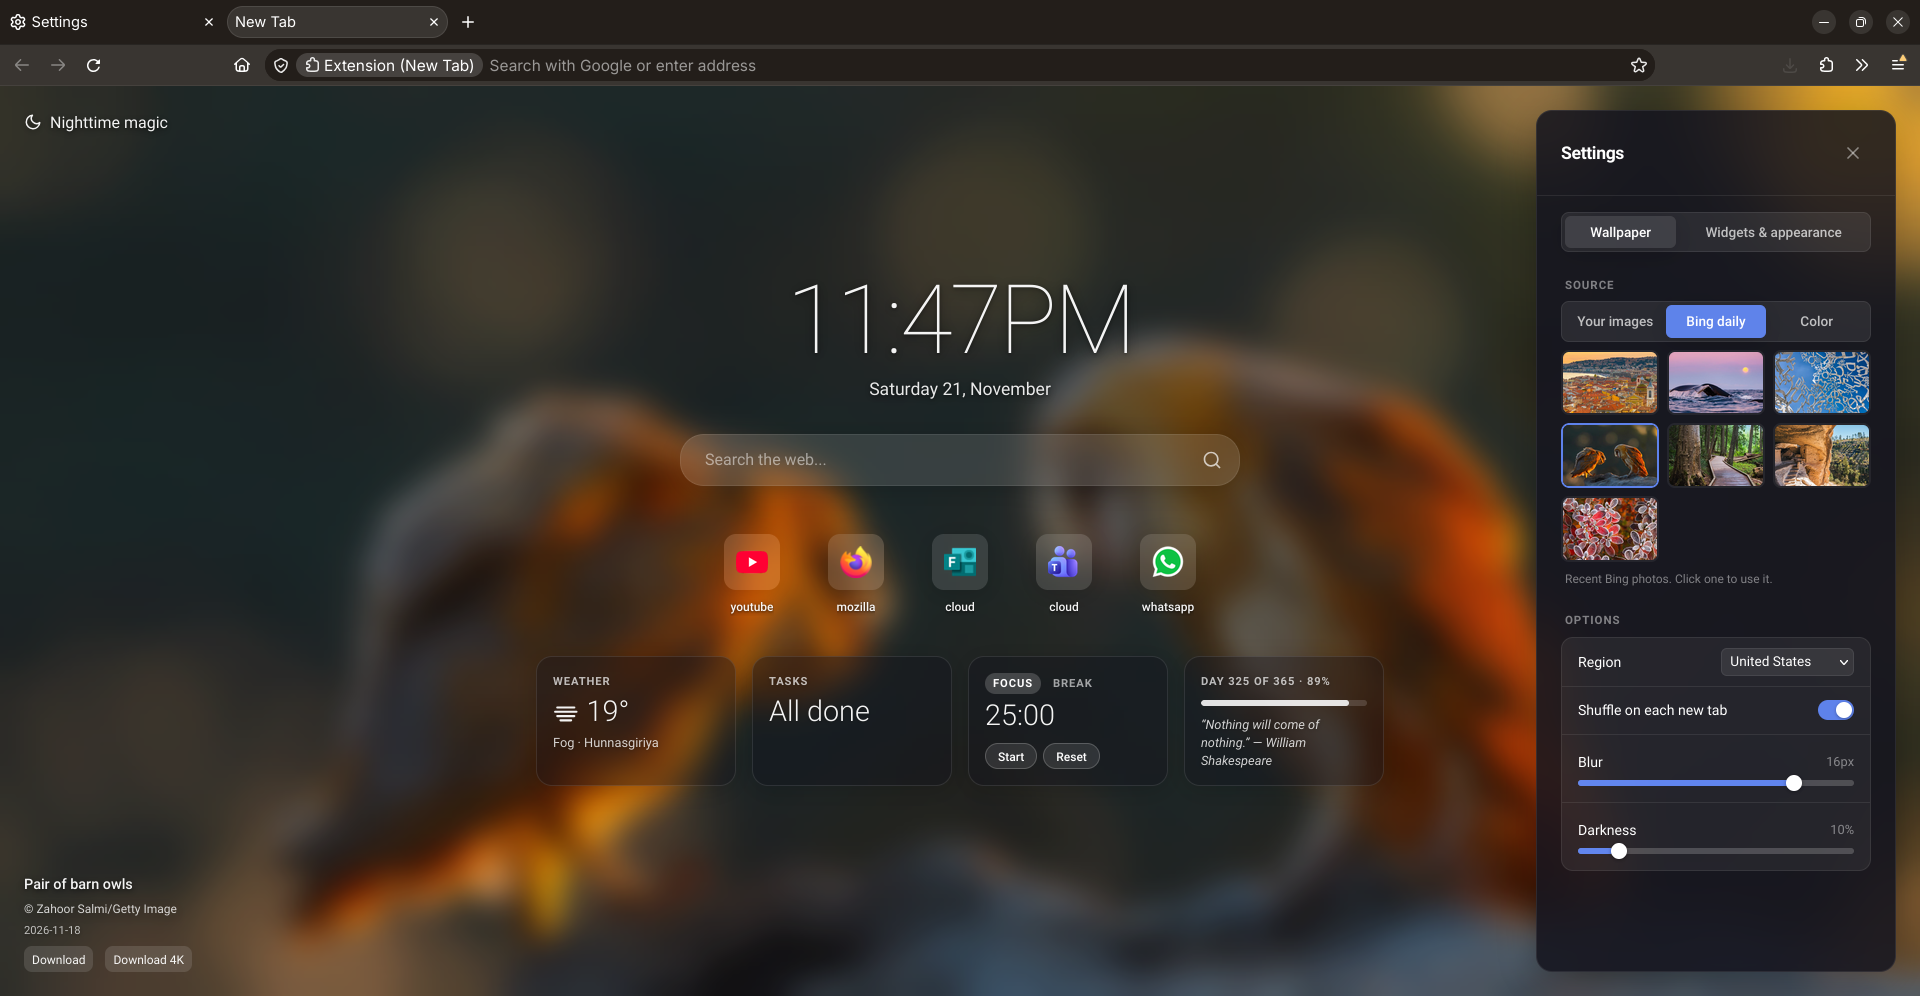 Settings
New Tab
Extension (New Tab)
Search with Google or enter address
Nighttime magic
11:47PM
Saturday 21, November
Search the web...
youtube
mozilla
cloud
cloud
whatsapp
WEATHER
19°
Fog · Hunnasgiriya
TASKS
All done
FOCUS
BREAK
25:00
Start
Reset
DAY 325 OF 365 · 89%
“Nothing will come of
nothing.” — William
Shakespeare
Pair of barn owls
© Zahoor Salmi/Getty Image
2026-11-18
Download
Download 4K
Settings
Wallpaper
Widgets & appearance
SOURCE
Your images
Bing daily
Color
Recent Bing photos. Click one to use it.
OPTIONS
Region
United States
Shuffle on each new tab
Blur
16px
Darkness
10%